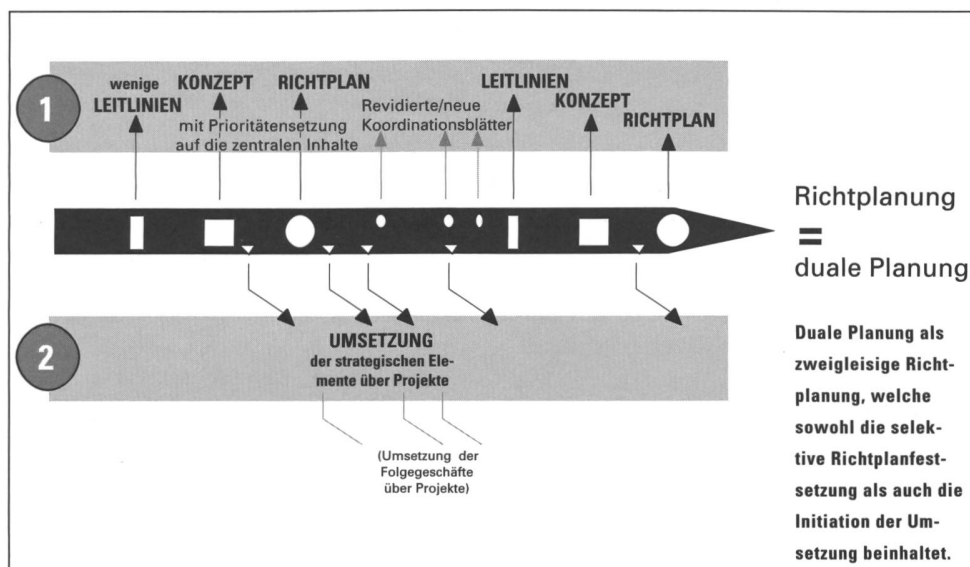 1
wenige
LEITLINIEN
KONZEPT
RICHTPLAN
mit Prioritätensetzung
auf die zentralen Inhalte
Revidierte/neue
Koordinationsblätter
LEITLINIEN
KONZEPT
RICHTPLAN
Richtplanung
=
duale Planung
2
UMSETZUNG
der strategischen Ele-
mente über Projekte
(Umsetzung der
Folgegeschäfte
über Projekte)
Duale Planung als
zweigleisige Richt-
planung, welche
sowohl die selek-
tive Richtplanfest-
setzung als auch die
Initiation der Um-
setzung beinhaltet.